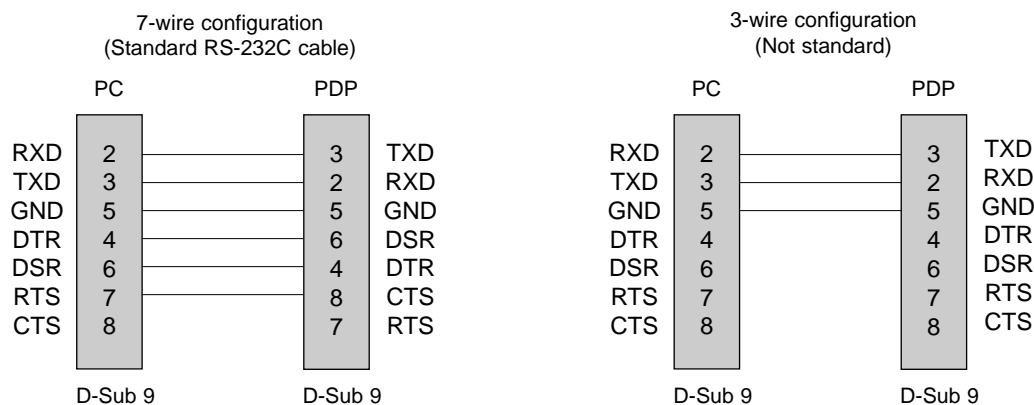 7-wire configuration
(Standard RS-232C cable)
PC PDP
RXD 2 3 TXD
TXD 3 2 RXD
GND 5 5 GND
DTR 4 6 DSR
DSR 6 4 DTR
RTS 7 8 CTS
CTS 8 7 RTS
D-Sub 9 D-Sub 9
3-wire configuration
(Not standard)
PC PDP
RXD 2 3 TXD
TXD 3 2 RXD
GND 5 5 GND
DTR 4 4 DTR
DSR 6 6 DSR
RTS 7 7 RTS
CTS 8 8 CTS
D-Sub 9 D-Sub 9